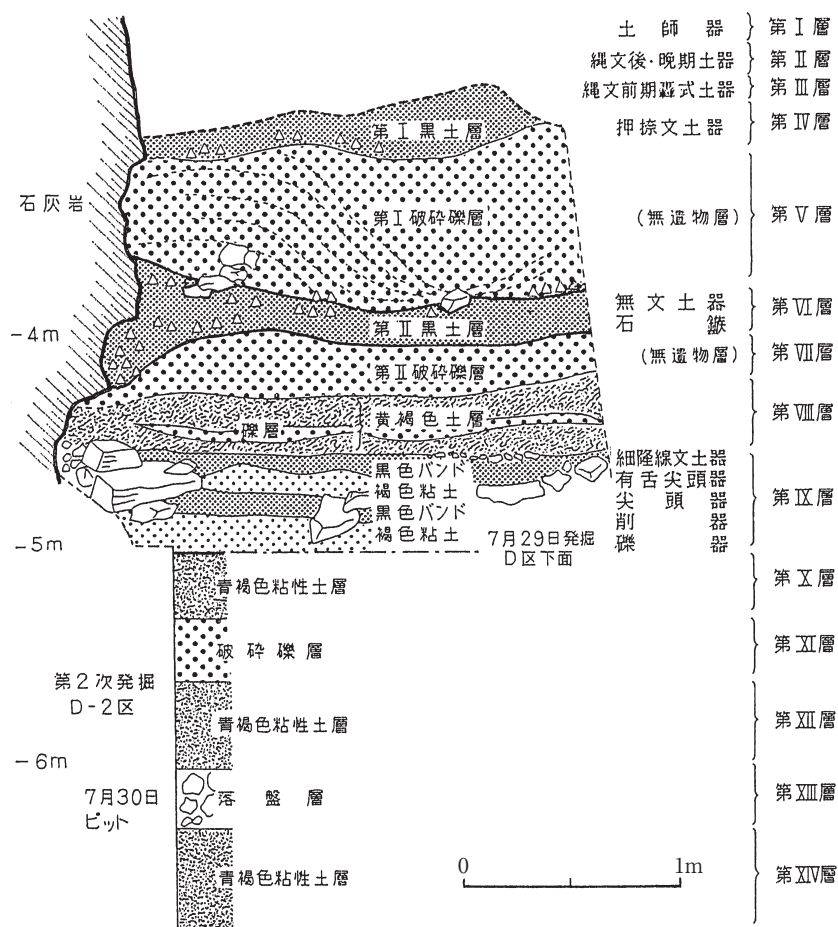 土師器 第Ⅰ層
縄文後・晩期土器 第Ⅱ層
縄文前期轟式土器 第Ⅲ層
押捺文土器 第Ⅳ層
第Ⅰ黒土層
石灰岩
第Ⅰ破砕礫層
(無遺物層) 第Ⅴ層
無文土器
石鏃
第Ⅵ層
-4m
第Ⅱ黒土層
(無遺物層) 第Ⅶ層
第Ⅱ破砕礫層
礫層
黄褐色土層
第Ⅷ層
黒色バンド
褐色粘土
黒色バンド
褐色粘土
細隆線文土器
有舌尖頭器
尖頭器
削器
礫器
第Ⅸ層
-5m
7月29日発掘
D区下面
青褐色粘性土層
第Ⅹ層
破砕礫層
第Ⅺ層
第2次発掘
D-2区
青褐色粘性土層
第Ⅻ層
-6m
7月30日
ピット
落盤層
第XIII層
青褐色粘性土層
第XIV層
0 1m